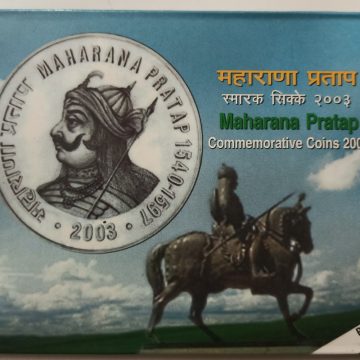 महाराणा प्रताप
स्मारक सिक्के २००३
Maharana Pratap
Commemorative Coins 200
महाराणा प्रताप MAHARANA PRATAP 1540-1597
2003